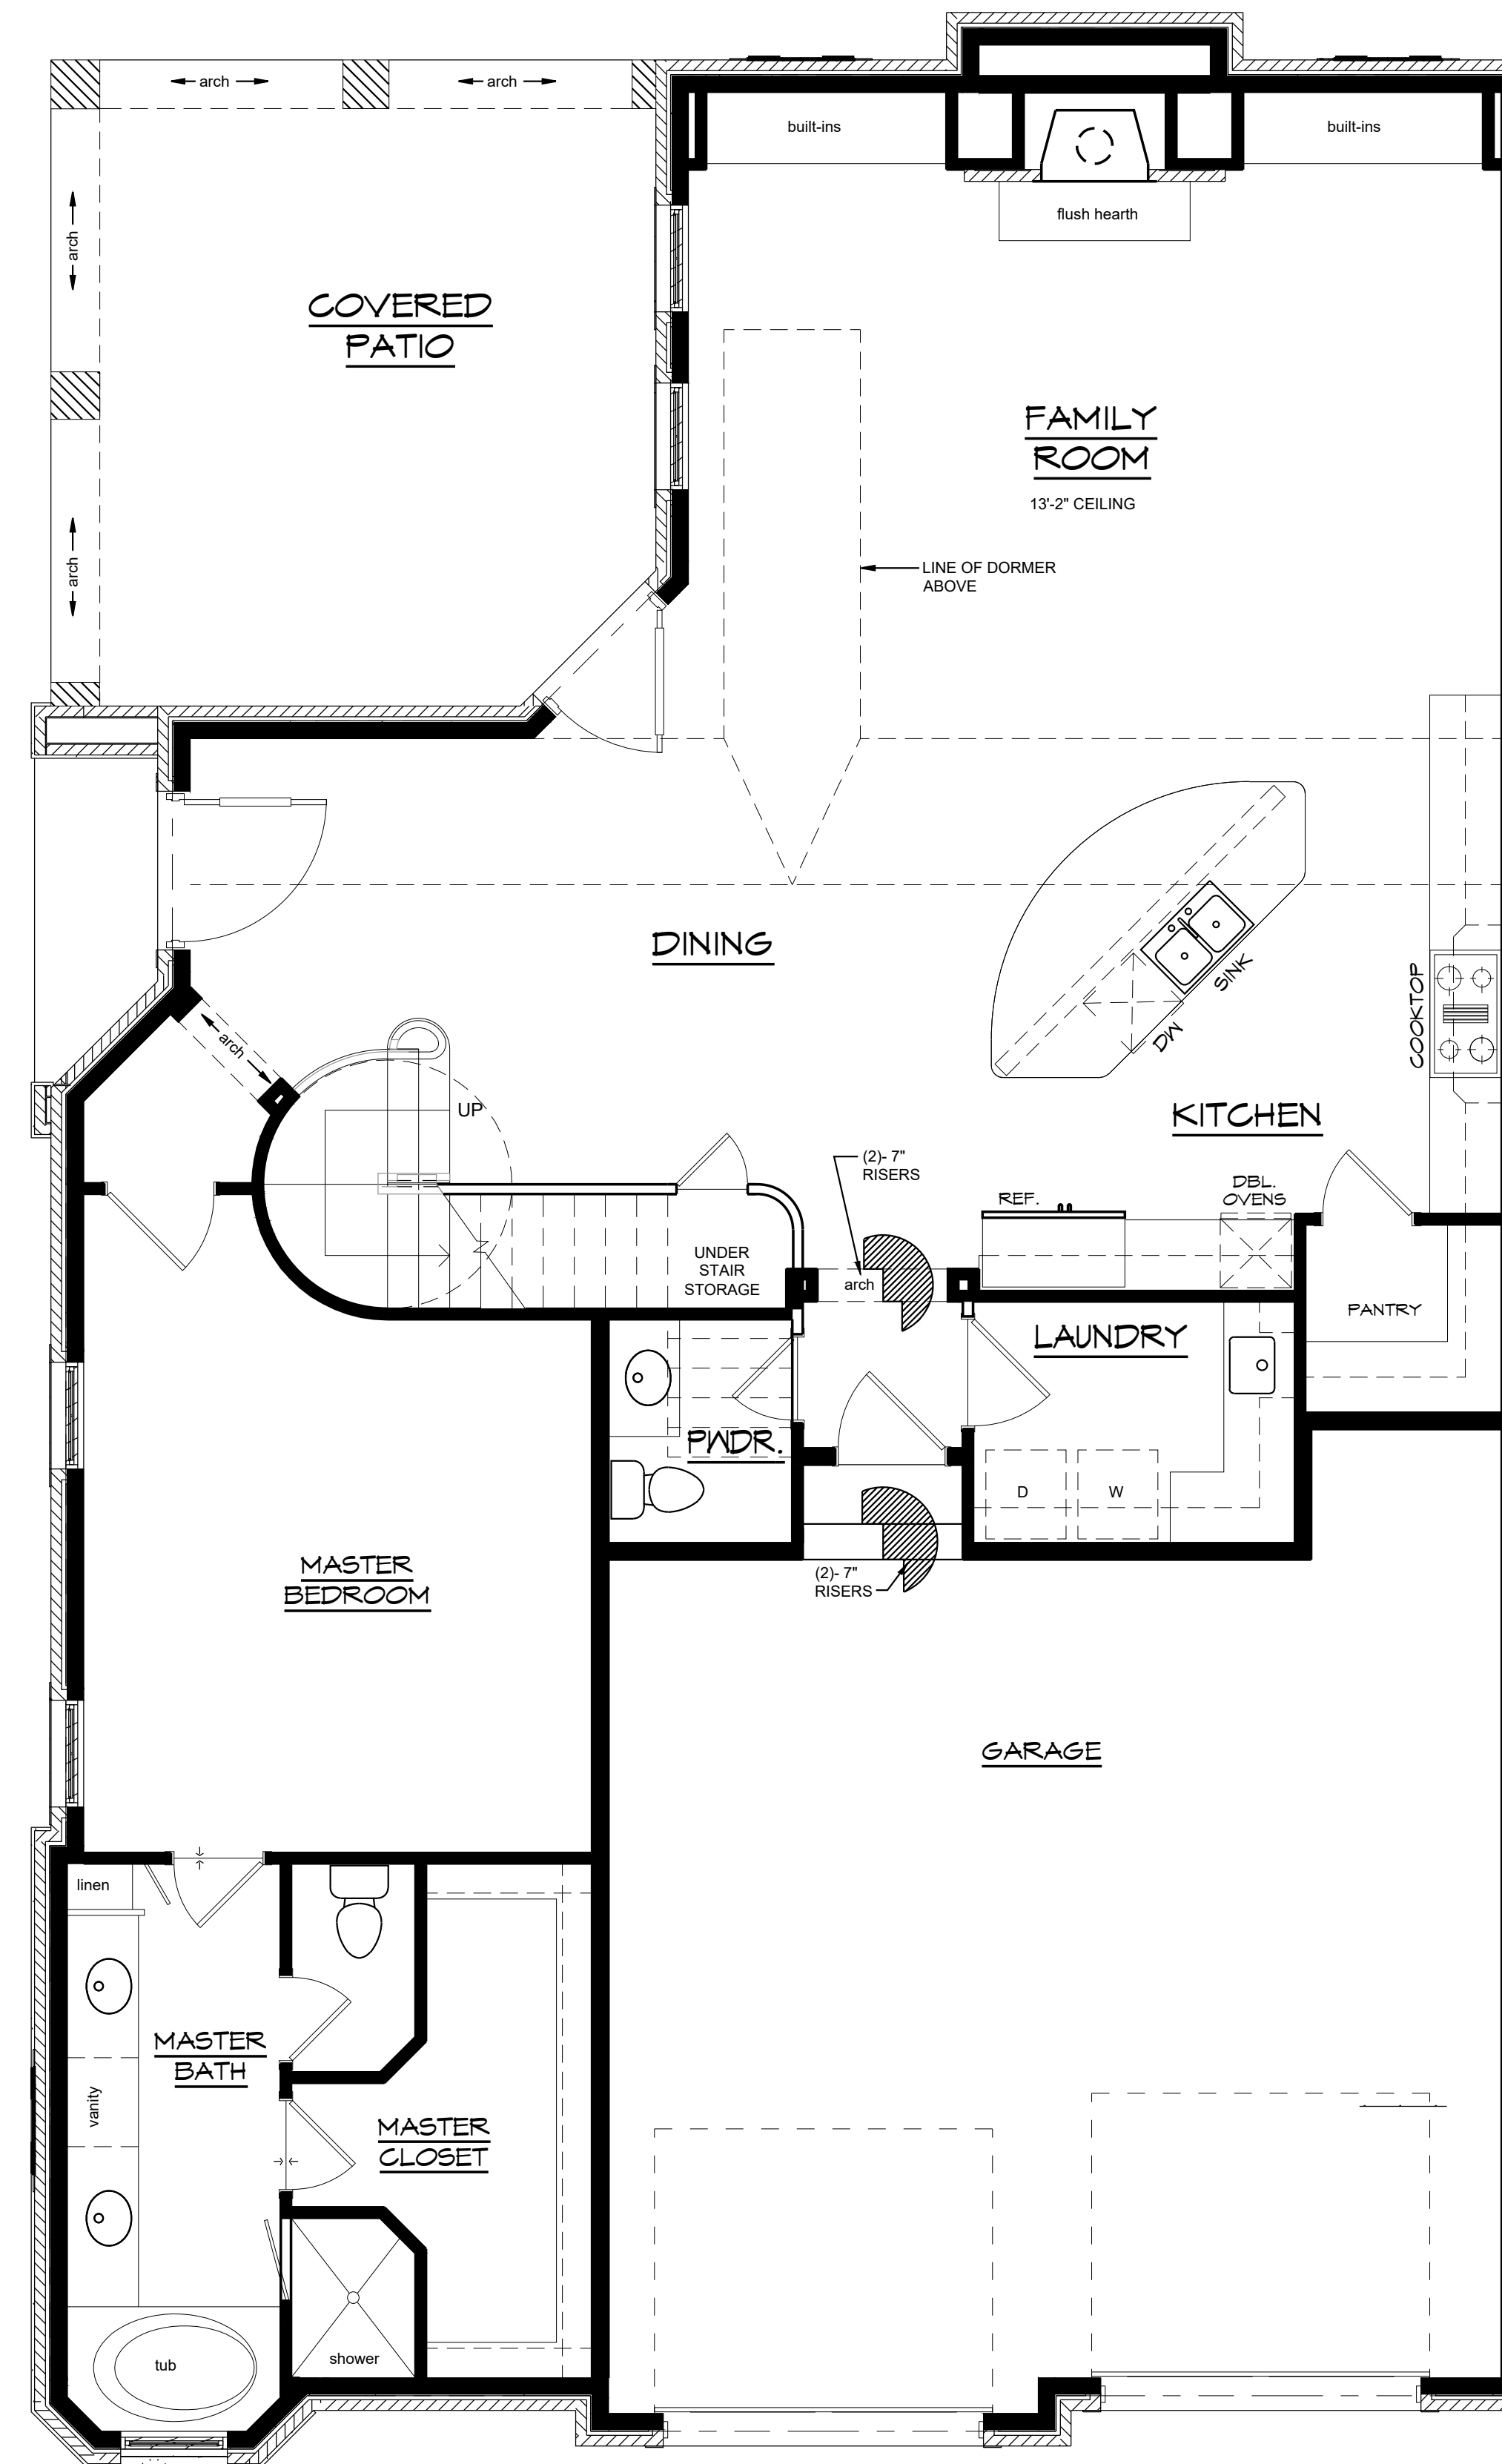 arch
arch
built-ins
built-ins
flush hearth
arch
COVERED
PATIO
FAMILY
ROOM
13'-2" CEILING
arch
LINE OF DORMER
ABOVE
DINING
SINK
DW
COOKTOP
arch
UP
KITCHEN
(2)- 7"
RISERS
REF.
DBL.
OVENS
UNDER
STAIR
STORAGE
arch
PANTRY
LAUNDRY
PWDR.
D
W
MASTER
BEDROOM
(2)- 7"
RISERS
GARAGE
linen
MASTER
BATH
vanity
MASTER
CLOSET
tub
shower